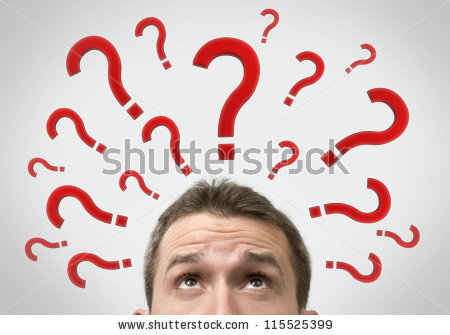 ? ? ? ? ? ? ? ? ? ? ? ? ? ? ? ? ? ?
shutterstock
www.shutterstock.com · 115525399